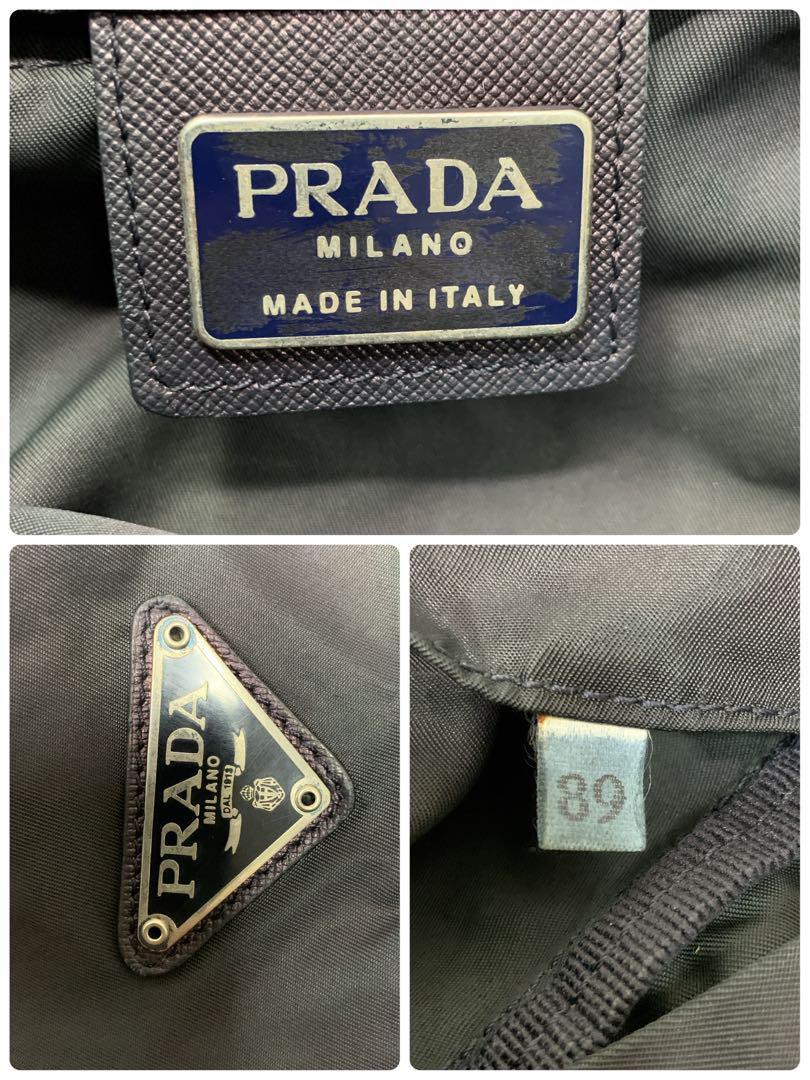 PRADA
MILANO
MADE IN ITALY
PRADA
MILANO
DAL 1913
89